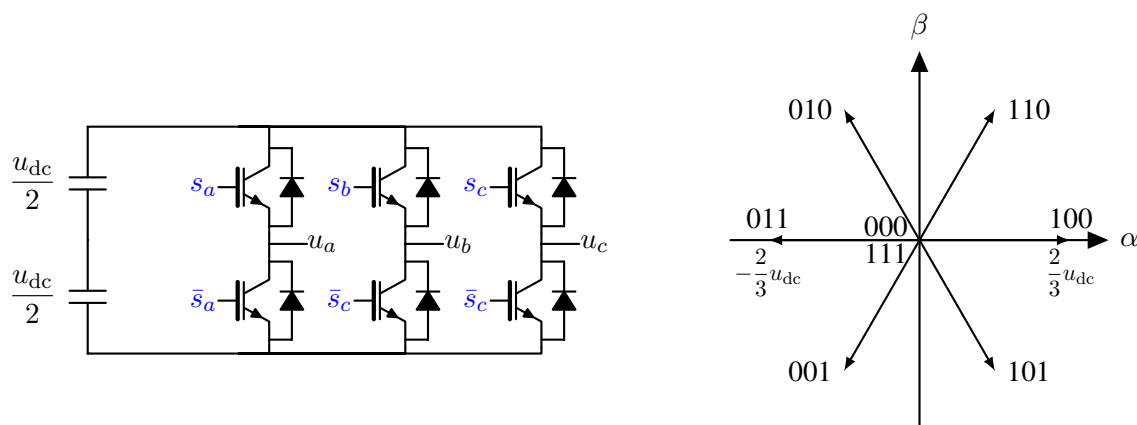 u_dc/2
s_a
s_b
s_c
u_a
u_b
u_c
u_dc/2
s̄_a
s̄_c
s̄_c
β
010
110
011
000
100
α
111
-2/3 u_dc
2/3 u_dc
001
101